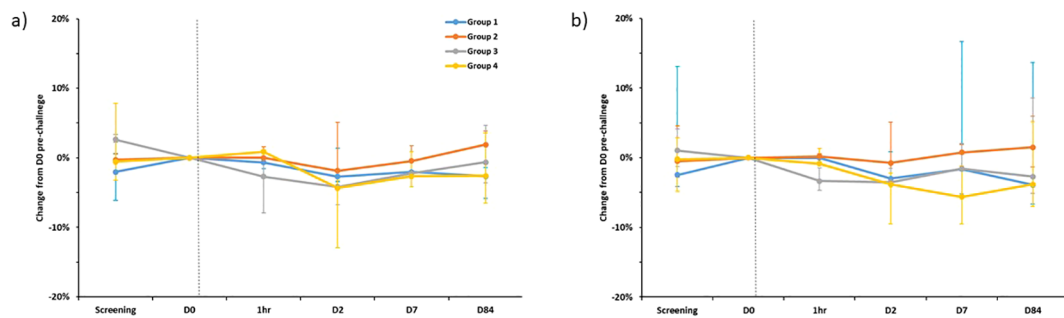 a)
Change from D0 pre-challnege
20%
10%
0%
-10%
-20%
Group 1
Group 2
Group 3
Group 4
Screening D0 1hr D2 D7 D84
b)
Change from D0 pre-challnege
20%
10%
0%
-10%
-20%
Screening D0 1hr D2 D7 D84